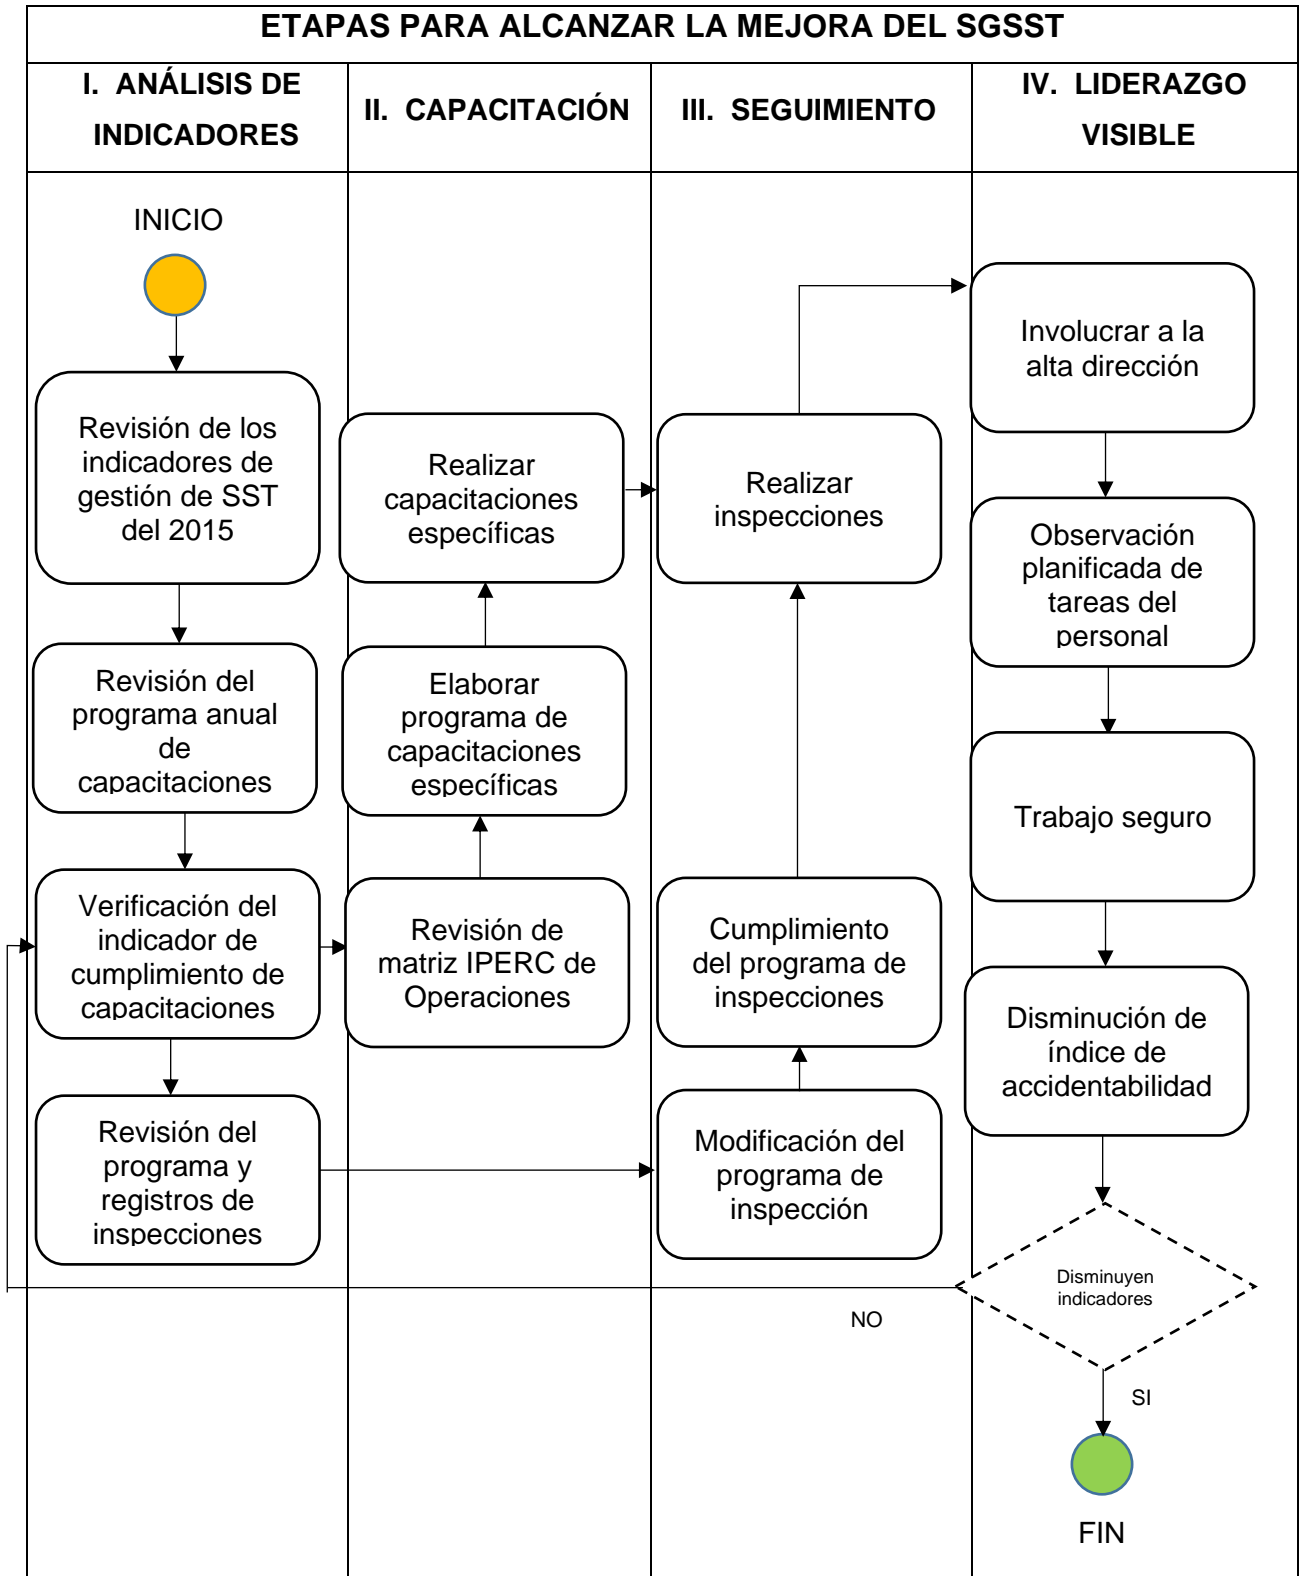 ETAPAS PARA ALCANZAR LA MEJORA DEL SGSST
I. ANÁLISIS DE
INDICADORES
II. CAPACITACIÓN
III. SEGUIMIENTO
IV. LIDERAZGO
VISIBLE
INICIO
Revisión de los
indicadores de
gestión de SST
del 2015
Revisión del
programa anual
de
capacitaciones
Verificación del
indicador de
cumplimiento de
capacitaciones
Revisión del
programa y
registros de
inspecciones
Realizar
capacitaciones
específicas
Elaborar
programa de
capacitaciones
específicas
Revisión de
matriz IPERC de
Operaciones
Realizar
inspecciones
Cumplimiento
del programa de
inspecciones
Modificación del
programa de
inspección
Involucrar a la
alta dirección
Observación
planificada de
tareas del
personal
Trabajo seguro
Disminución de
índice de
accidentabilidad
Disminuyen
indicadores
NO
SI
FIN